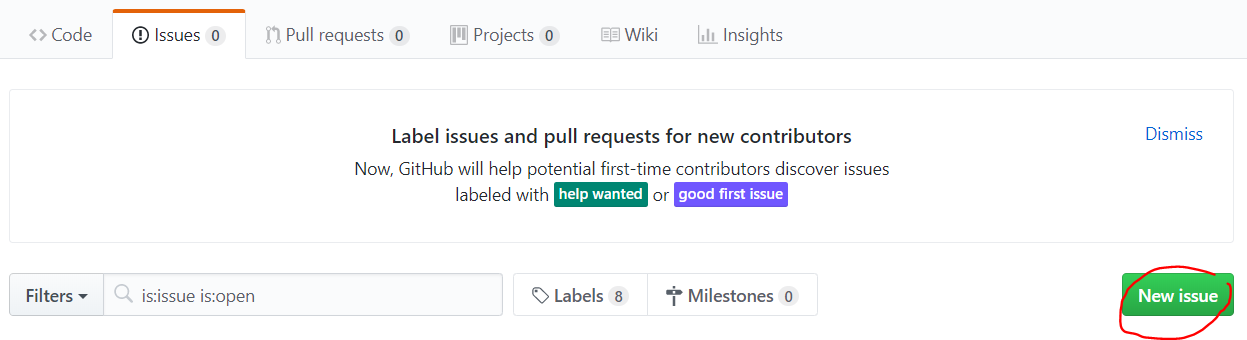 Code Issues 0 Pull requests 0 Projects 0 Wiki Insights
Label issues and pull requests for new contributors
Dismiss
Now, GitHub will help potential first-time contributors discover issues
labeled with help wanted or good first issue
Filters is:issue is:open Labels 8 Milestones 0 New issue